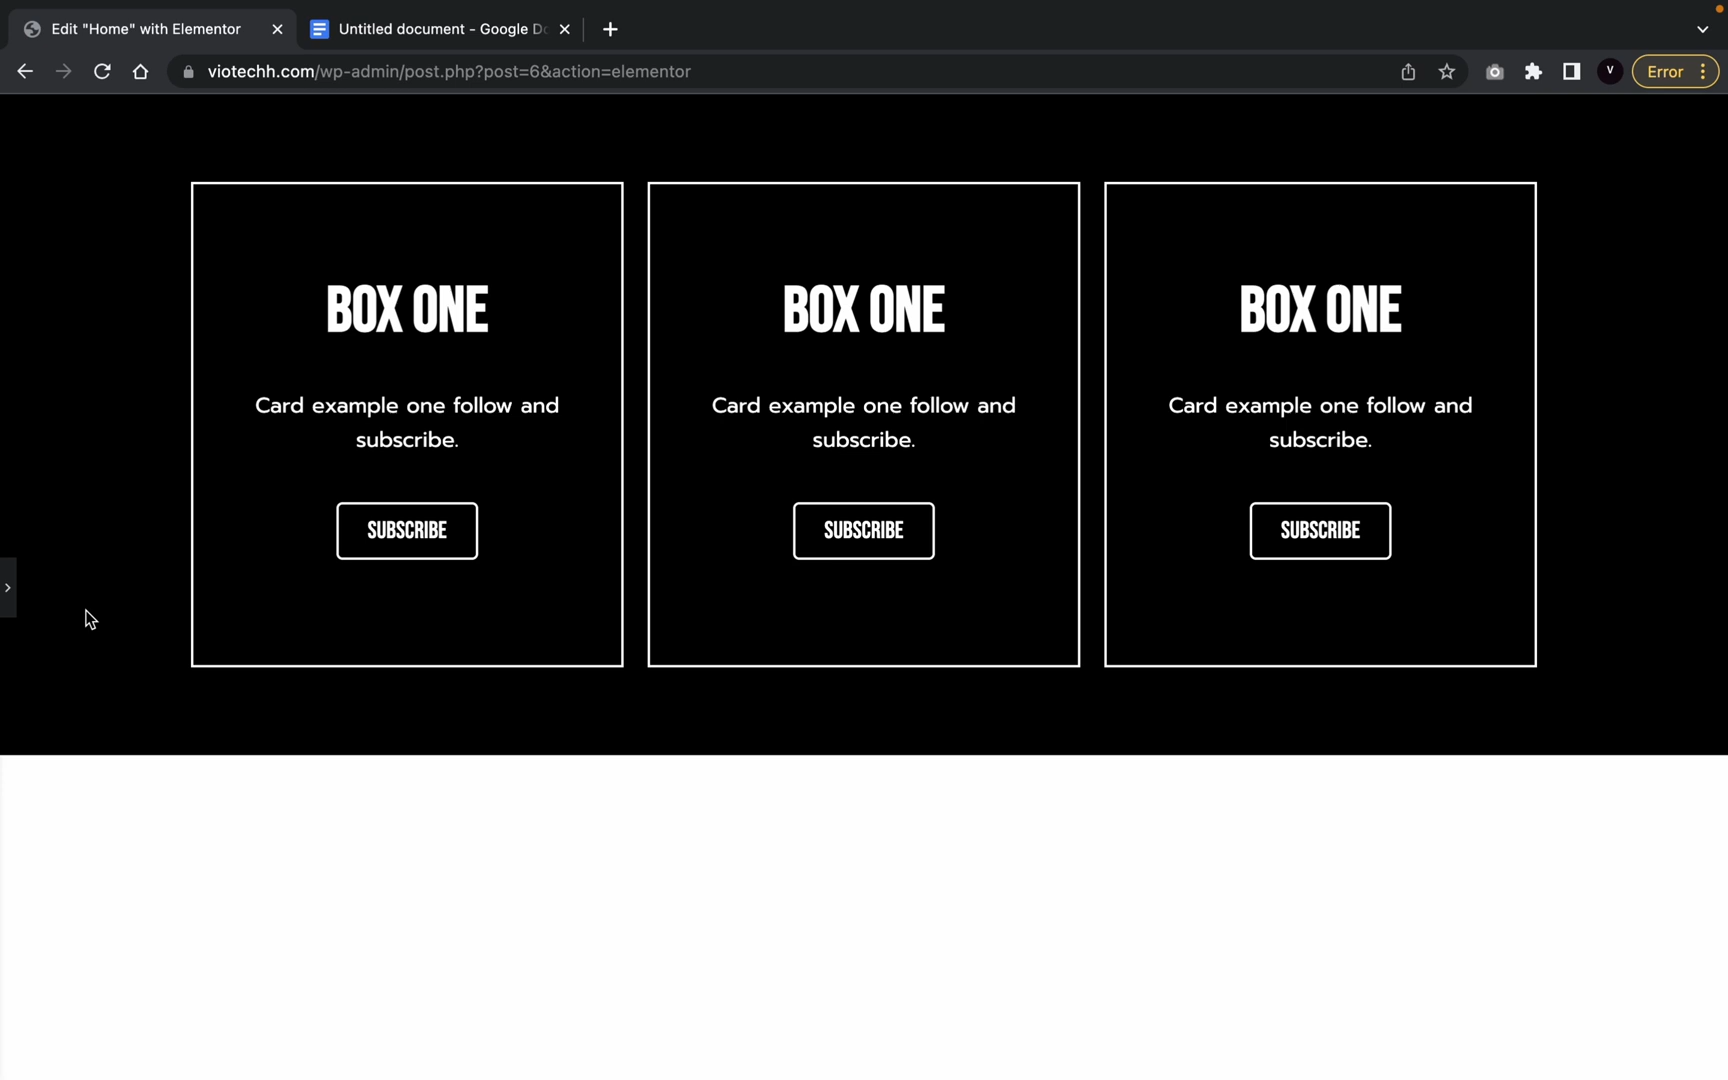 Edit "Home" with Elementor
Untitled document - Google Do
viotechh.com/wp-admin/post.php?post=6&action=elementor
V
Error
BOX ONE
Card example one follow and
subscribe.
SUBSCRIBE
BOX ONE
Card example one follow and
subscribe.
SUBSCRIBE
BOX ONE
Card example one follow and
subscribe.
SUBSCRIBE